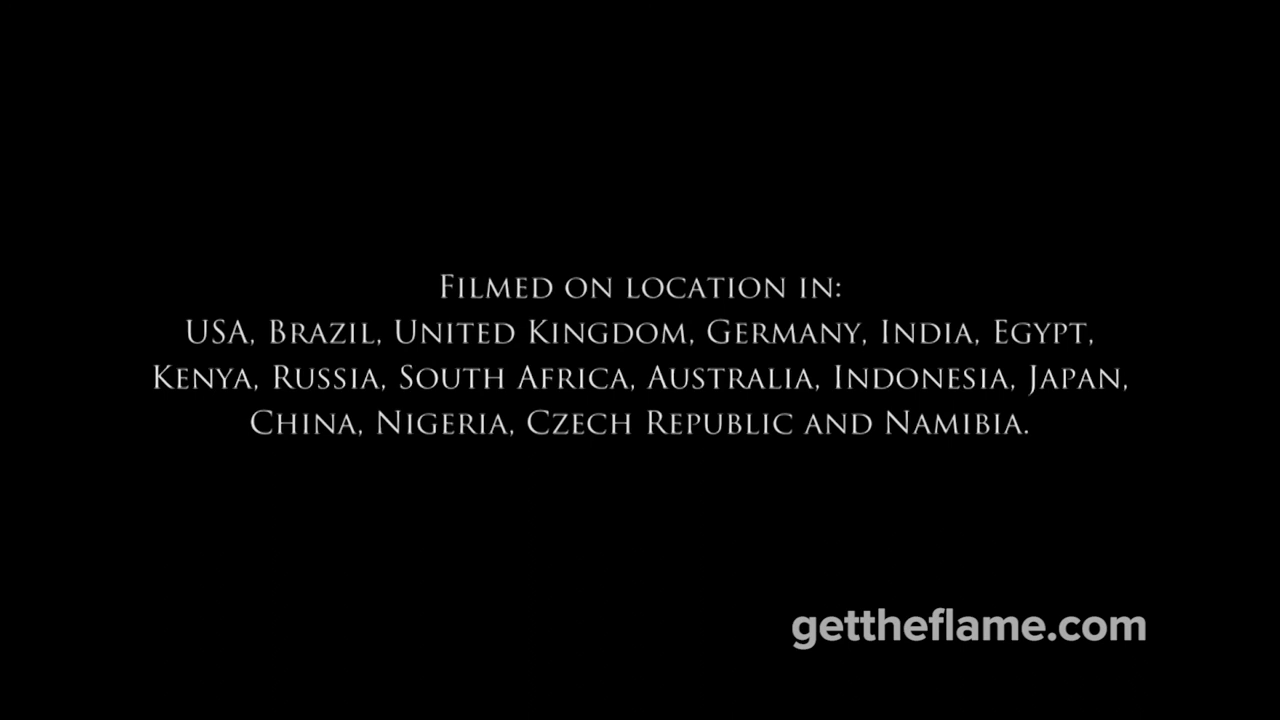 Filmed on location in:
USA, Brazil, United Kingdom, Germany, India, Egypt,
Kenya, Russia, South Africa, Australia, Indonesia, Japan,
China, Nigeria, Czech Republic and Namibia.
gettheflame.com